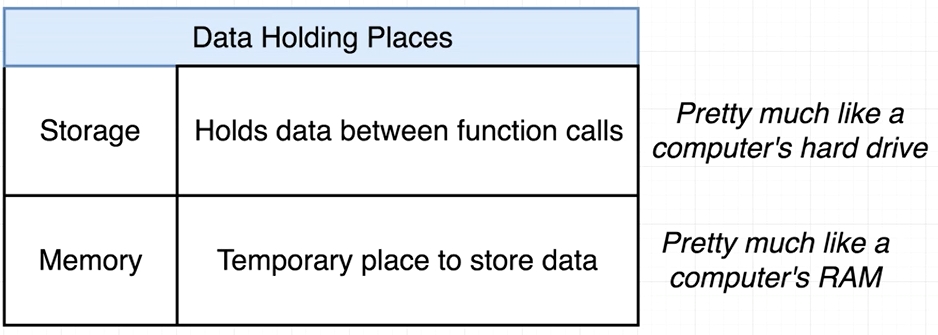 Data Holding Places
Storage
Holds data between function calls
Pretty much like a
computer's hard drive
Memory
Temporary place to store data
Pretty much like a
computer's RAM